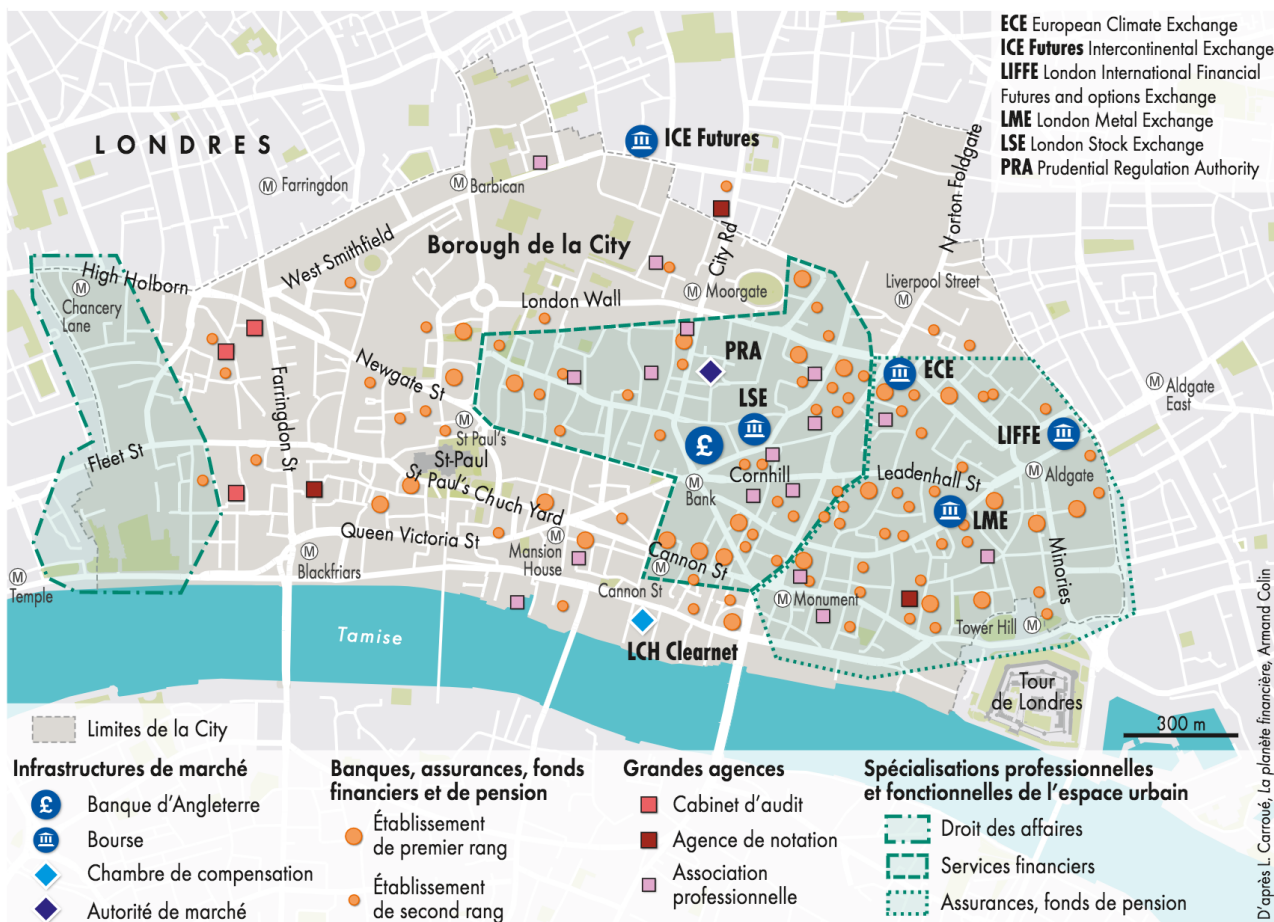 ECE European Climate Exchange
ICE Futures Intercontinental Exchange
LIFFE London International Financial
Futures and options Exchange
LME London Metal Exchange
LSE London Stock Exchange
PRA Prudential Regulation Authority
LONDRES
ICE Futures
Farringdon
Barbican
Norton Foldgate
West Smithfield
Borough de la City
City Rd
High Holborn
Chancery
Lane
London Wall
Moorgate
Liverpool Street
PRA
ECE
Newgate St
Farringdon St
LSE
Aldgate
East
St Paul's
St-Paul
LIFFE
Fleet St
St Paul's Chuch Yard
£
Cornhill
Leadenhall St
Aldgate
Bank
LME
Queen Victoria St
Mansion
House
Cannon St
Minories
Blackfriars
Temple
Cannon St
Monument
Tower Hill
Tamise
LCH Clearnet
Tour
de Londres
300 m
D'après L. Carroué, La planète financière, Armand Colin
Limites de la City
Infrastructures de marché
£ Banque d'Angleterre
Bourse
Chambre de compensation
Autorité de marché
Banques, assurances, fonds
financiers et de pension
Établissement
de premier rang
Établissement
de second rang
Grandes agences
Cabinet d'audit
Agence de notation
Association
professionnelle
Spécialisations professionnelles
et fonctionnelles de l'espace urbain
Droit des affaires
Services financiers
Assurances, fonds de pension